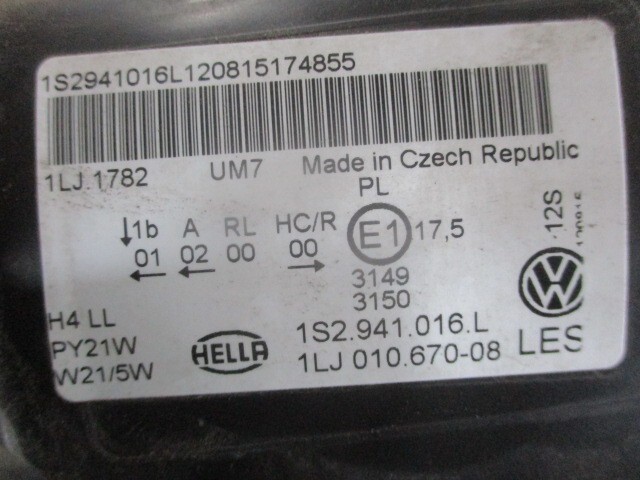 1S2941016L120815174855
1LJ.1782 UM7 Made in Czech Republic
PL
↓1b A RL HC/R
01 02 00 00 E1 17,5
← ← →
3149
3150
12S
H4 LL
PY21W HELLA 1S2.941.016.L
W21/5W 1LJ 010.670-08 LES